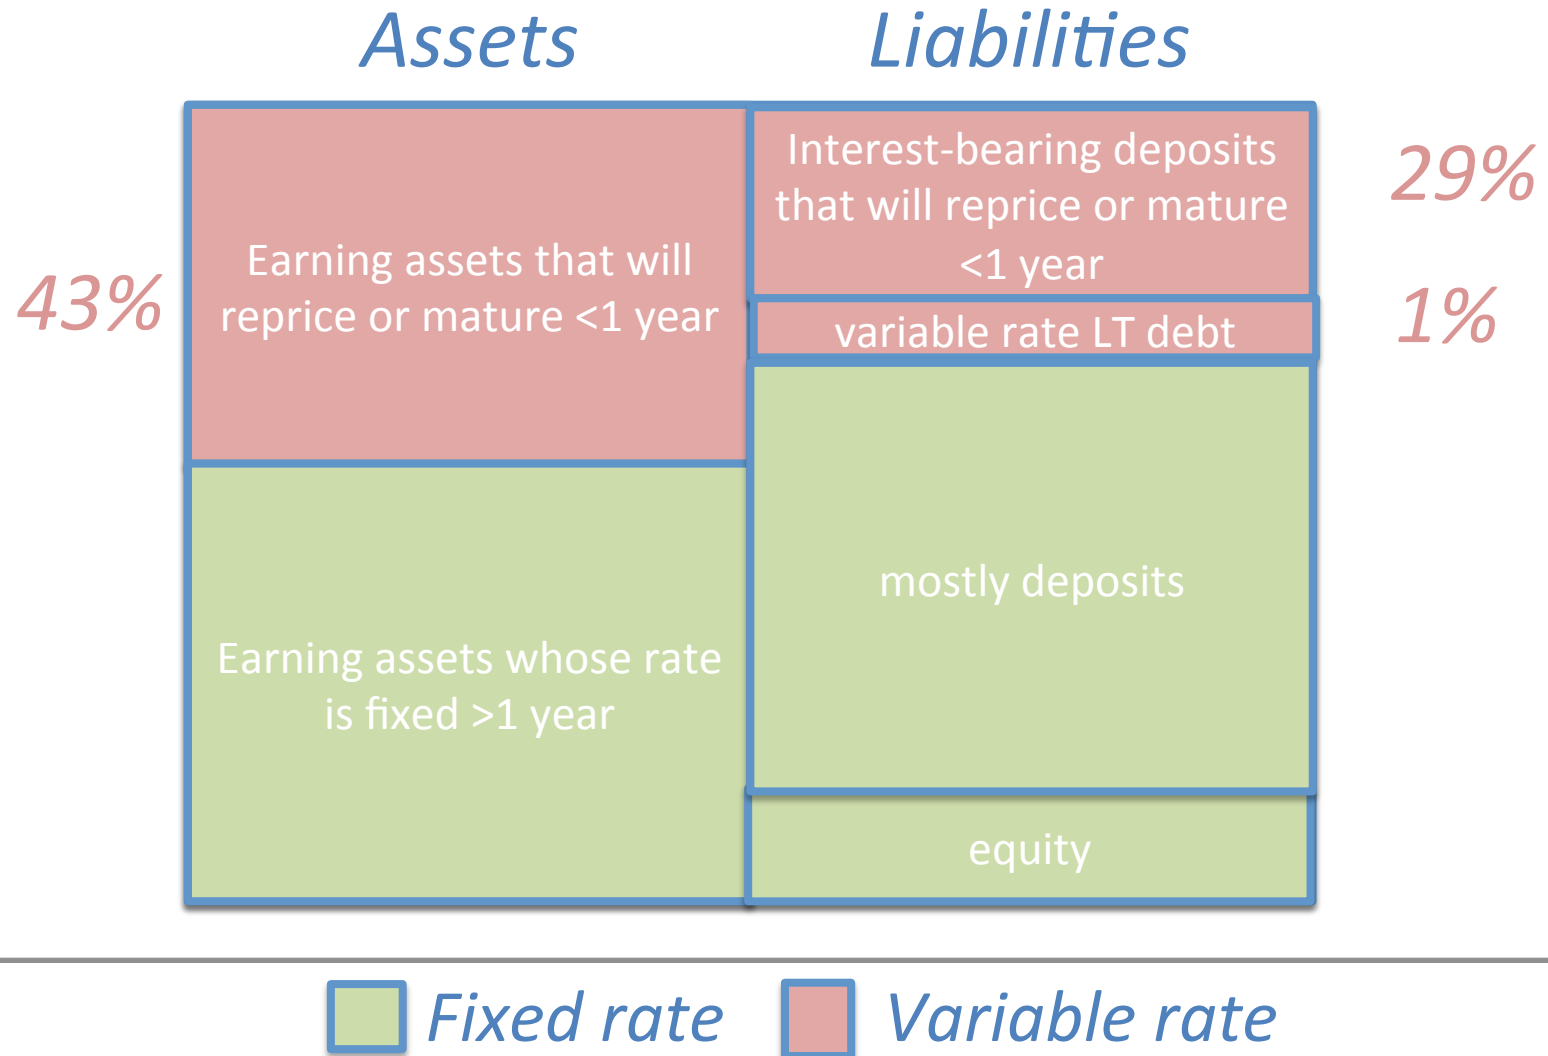 Assets Liabilities
Interest-bearing deposits
that will reprice or mature
<1 year
29%
Earning assets that will
reprice or mature <1 year
43%
variable rate LT debt
1%
mostly deposits
Earning assets whose rate
is fixed >1 year
equity
Fixed rate Variable rate